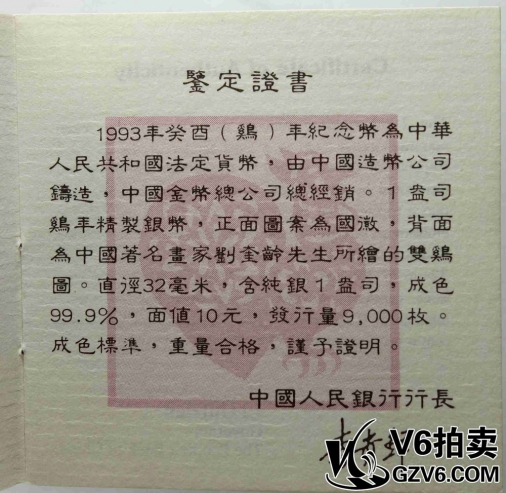 Certificate of Authenticity
鑒定證書
1993年癸酉（鷄）年紀念幣為中華
人民共和國法定貨幣，由中國造幣公司
鑄造，中國金幣總公司總經銷。1 盎司
鷄年精製銀幣，正面圖案為國徽，背面
為中國著名畫家劉奎齡先生所繪的雙鷄
圖。直徑32毫米，含純銀 1 盎司，成色
99.9%，面值10元，發行量9,000枚。
成色標準，重量合格，謹予證明。
中國人民銀行行長
V6拍卖
GZV6.COM